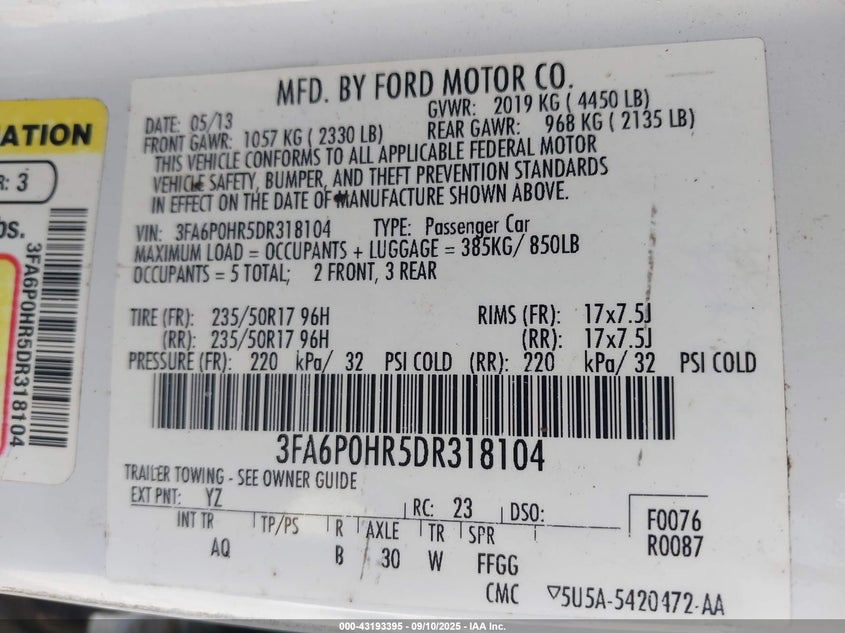 MFD. BY FORD MOTOR CO.
DATE: 05/13 GVWR: 2019 KG ( 4450 LB)
FRONT GAWR: 1057 KG ( 2330 LB) REAR GAWR: 968 KG ( 2135 LB)
THIS VEHICLE CONFORMS TO ALL APPLICABLE FEDERAL MOTOR
VEHICLE SAFETY, BUMPER, AND THEFT PREVENTION STANDARDS
IN EFFECT ON THE DATE OF MANUFACTURE SHOWN ABOVE.
VIN: 3FA6P0HR5DR318104 TYPE: Passenger Car
MAXIMUM LOAD = OCCUPANTS + LUGGAGE = 385KG/ 850LB
OCCUPANTS = 5 TOTAL; 2 FRONT, 3 REAR
TIRE (FR): 235/50R17 96H RIMS (FR): 17x7.5J
(RR): 235/50R17 96H (RR): 17x7.5J
PRESSURE (FR): 220 kPa/ 32 PSI COLD (RR): 220 kPa/ 32 PSI COLD
3FA6P0HR5DR318104
TRAILER TOWING - SEE OWNER GUIDE
EXT PNT: YZ RC: 23 DSO:
INT TR TP/PS R AXLE TR SPR
AQ B 30 W FFGG
F0076
R0087
CMC ▽5U5A-5420472-AA
ATION
R: 3
bs.
3FA6P0HR5DR318104
000-43193395 - 09/10/2025 - IAA Inc.